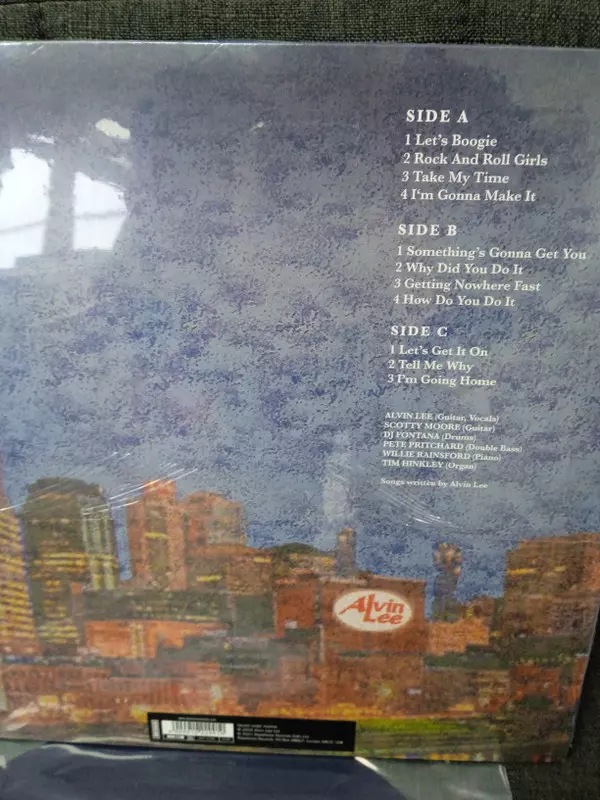 SIDE A
1 Let's Boogie
2 Rock And Roll Girls
3 Take My Time
4 I'm Gonna Make It
SIDE B
1 Something's Gonna Get You
2 Why Did You Do It
3 Getting Nowhere Fast
4 How Do You Do It
SIDE C
1 Let's Get It On
2 Tell Me Why
3 I'm Going Home
ALVIN LEE (Guitar, Vocals)
SCOTTY MOORE (Guitar)
DJ FONTANA (Drums)
PETE PRITCHARD (Double Bass)
WILLIE RAINSFORD (Piano)
TIM HINKLEY (Organ)
Songs written by Alvin Lee
Alvin
Lee